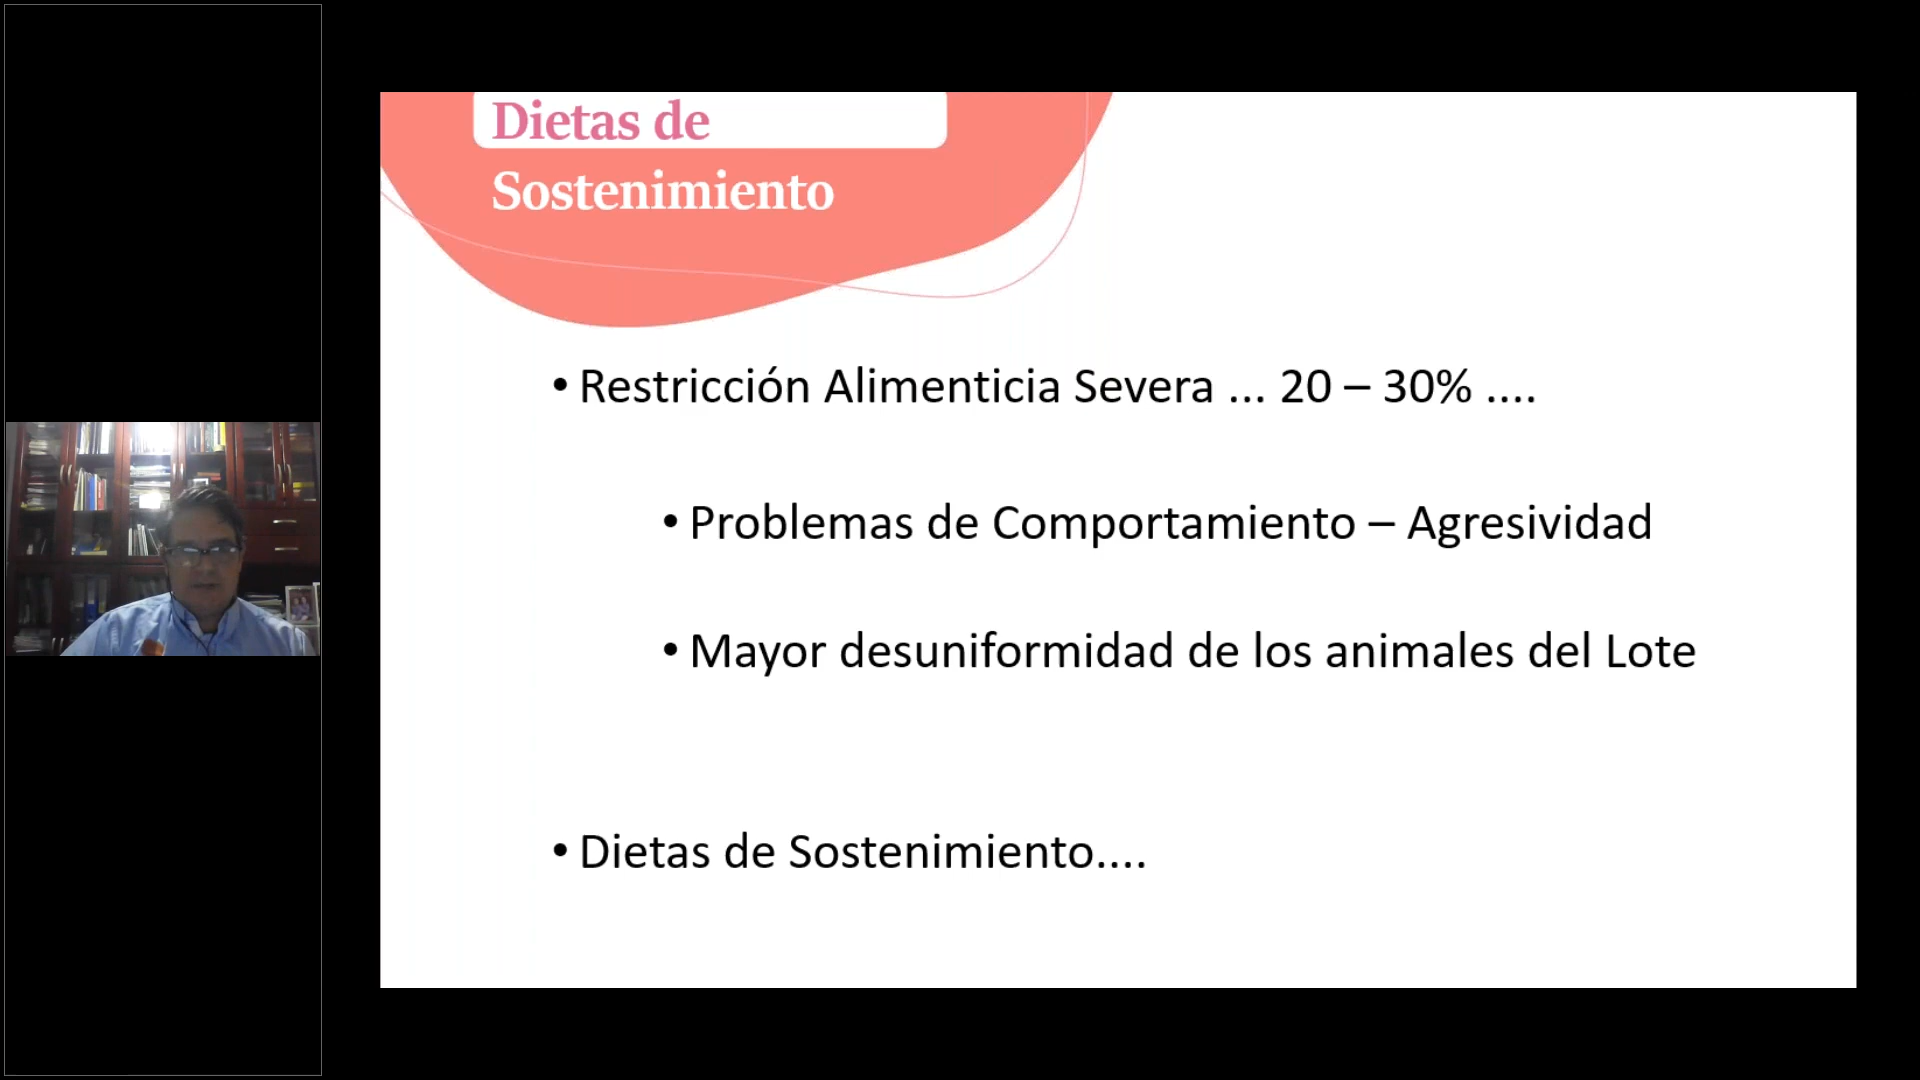 Dietas de
Sostenimiento
• Restricción Alimenticia Severa ... 20 – 30% ....
• Problemas de Comportamiento – Agresividad
• Mayor desuniformidad de los animales del Lote
• Dietas de Sostenimiento....